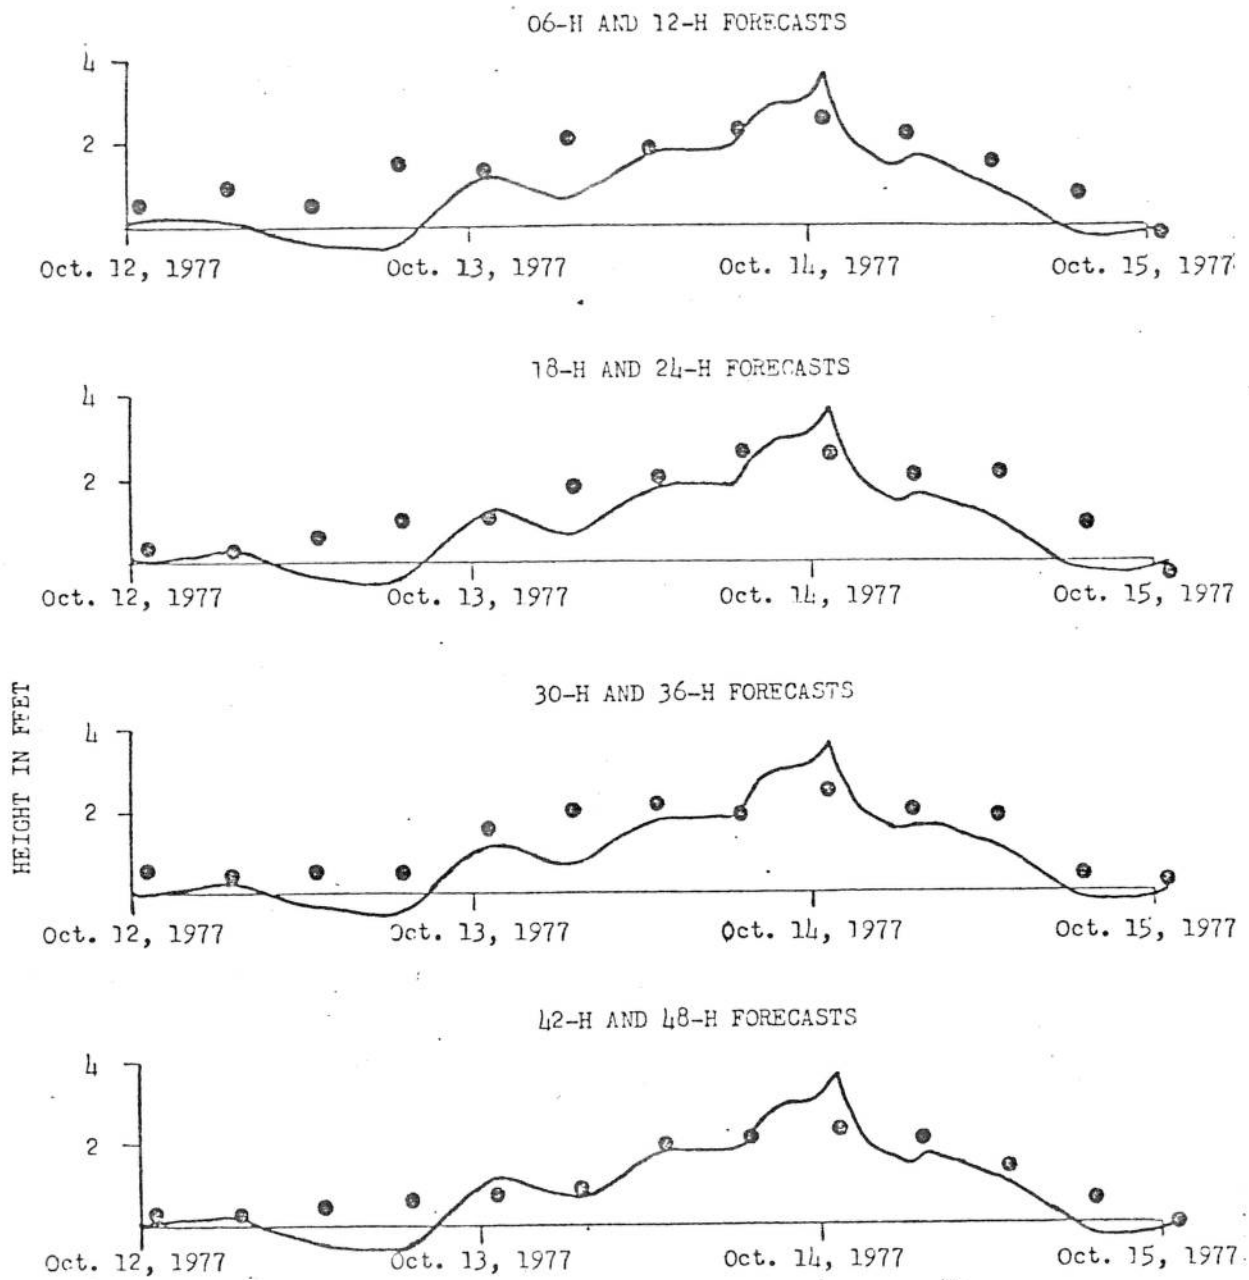 06-H AND 12-H FORECASTS
4
2
Oct. 12, 1977 Oct. 13, 1977 Oct. 14, 1977 Oct. 15, 1977
18-H AND 24-H FORECASTS
4
2
Oct. 12, 1977 Oct. 13, 1977 Oct. 14, 1977 Oct. 15, 1977
HEIGHT IN FFET
30-H AND 36-H FORECASTS
4
2
Oct. 12, 1977 Oct. 13, 1977 Oct. 14, 1977 Oct. 15, 1977
42-H AND 48-H FORECASTS
4
2
Oct. 12, 1977 Oct. 13, 1977 Oct. 14, 1977 Oct. 15, 1977